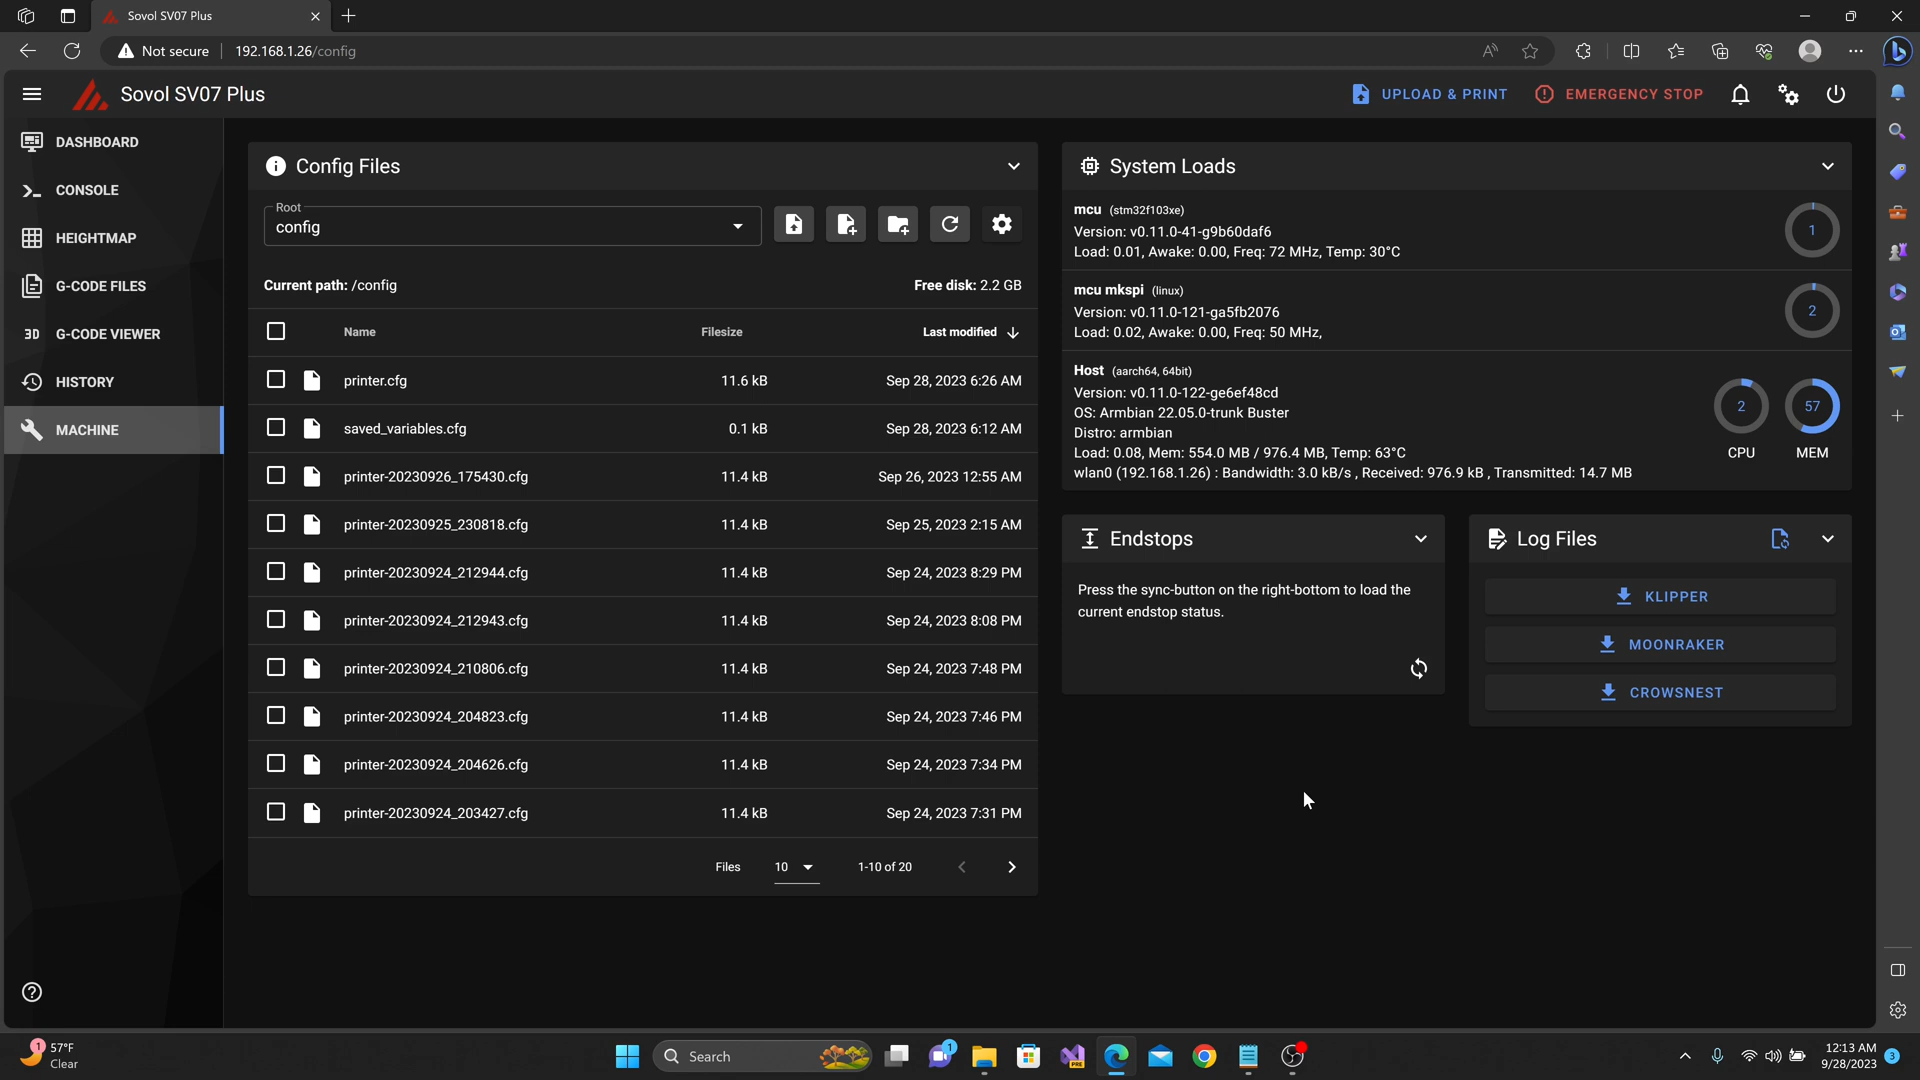 Sovol SV07 Plus
Not secure
192.168.1.26/config
Sovol SV07 Plus
UPLOAD & PRINT
EMERGENCY STOP
DASHBOARD
CONSOLE
HEIGHTMAP
G-CODE FILES
3D G-CODE VIEWER
HISTORY
MACHINE
Config Files
Root
config
Current path: /config
Free disk: 2.2 GB
Name Filesize Last modified
printer.cfg 11.6 kB Sep 28, 2023 6:26 AM
saved_variables.cfg 0.1 kB Sep 28, 2023 6:12 AM
printer-20230926_175430.cfg 11.4 kB Sep 26, 2023 12:55 AM
printer-20230925_230818.cfg 11.4 kB Sep 25, 2023 2:15 AM
printer-20230924_212944.cfg 11.4 kB Sep 24, 2023 8:29 PM
printer-20230924_212943.cfg 11.4 kB Sep 24, 2023 8:08 PM
printer-20230924_210806.cfg 11.4 kB Sep 24, 2023 7:48 PM
printer-20230924_204823.cfg 11.4 kB Sep 24, 2023 7:46 PM
printer-20230924_204626.cfg 11.4 kB Sep 24, 2023 7:34 PM
printer-20230924_203427.cfg 11.4 kB Sep 24, 2023 7:31 PM
Files 10 1-10 of 20
System Loads
mcu (stm32f103xe)
Version: v0.11.0-41-g9b60daf6
Load: 0.01, Awake: 0.00, Freq: 72 MHz, Temp: 30°C
1
mcu mkspi (linux)
Version: v0.11.0-121-ga5fb2076
Load: 0.02, Awake: 0.00, Freq: 50 MHz,
2
Host (aarch64, 64bit)
Version: v0.11.0-122-ge6ef48cd
OS: Armbian 22.05.0-trunk Buster
Distro: armbian
Load: 0.08, Mem: 554.0 MB / 976.4 MB, Temp: 63°C
wlan0 (192.168.1.26) : Bandwidth: 3.0 kB/s , Received: 976.9 kB , Transmitted: 14.7 MB
2 57
CPU MEM
Endstops
Press the sync-button on the right-bottom to load the
current endstop status.
Log Files
KLIPPER
MOONRAKER
CROWSNEST
1
57°F
Clear
Search
1
PRE
12:13 AM
9/28/2023
3